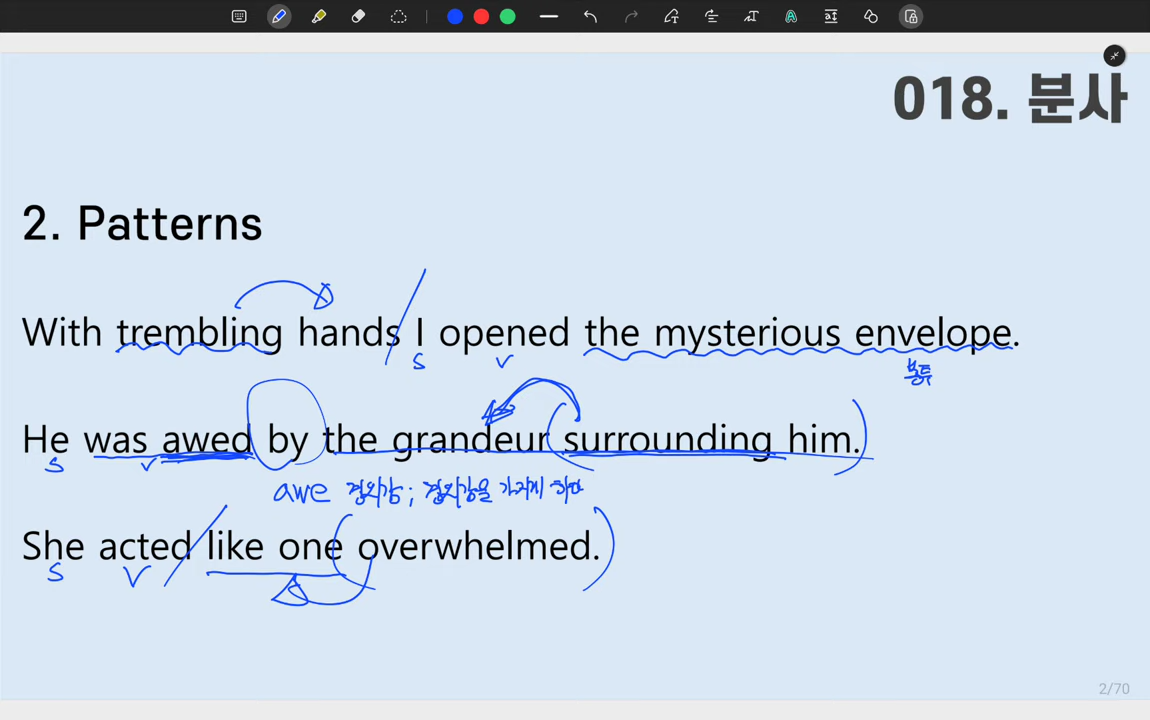 018. 분사
2. Patterns
With trembling hands I opened the mysterious envelope.
S V
봉투
He was awed by the grandeur surrounding him.
S V
awe 경외감; 경외감을 가지게 하다
She acted like one overwhelmed.
S V
2/70